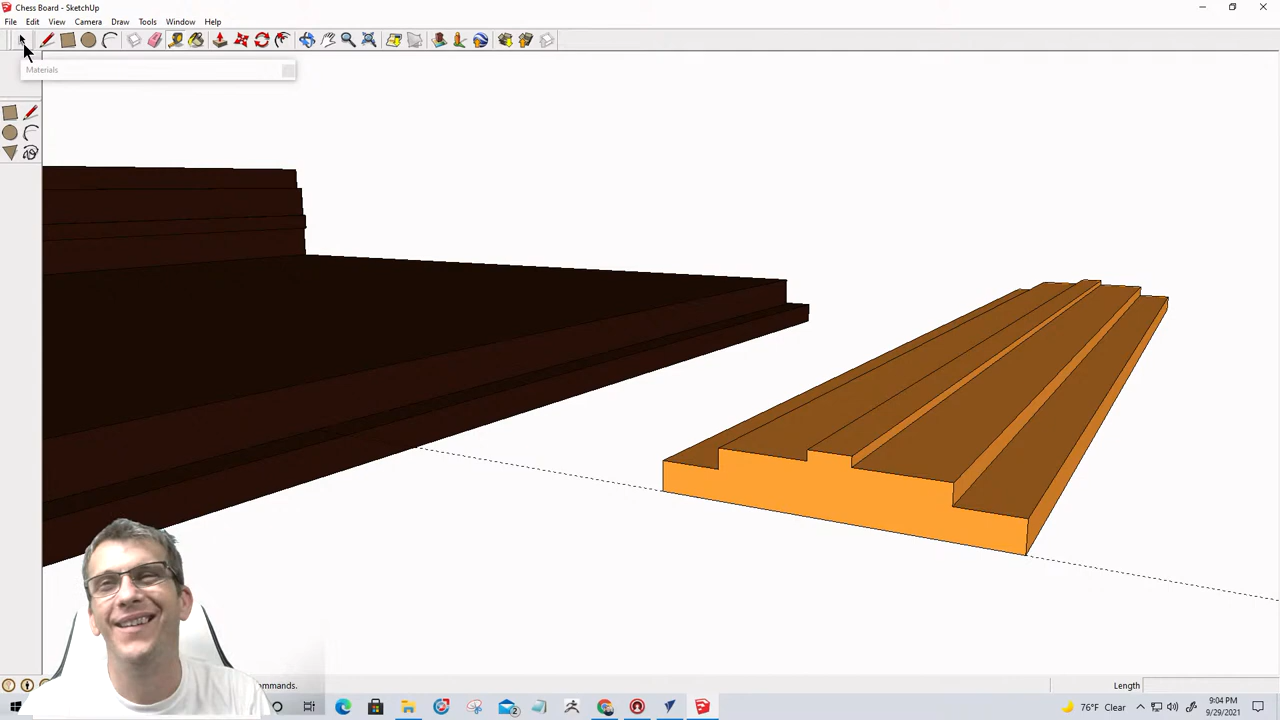 Chess Board - SketchUp
File Edit View Camera Draw Tools Window Help
Materials
ommands.
Length
2
76°F Clear
9:04 PM
9/29/2021